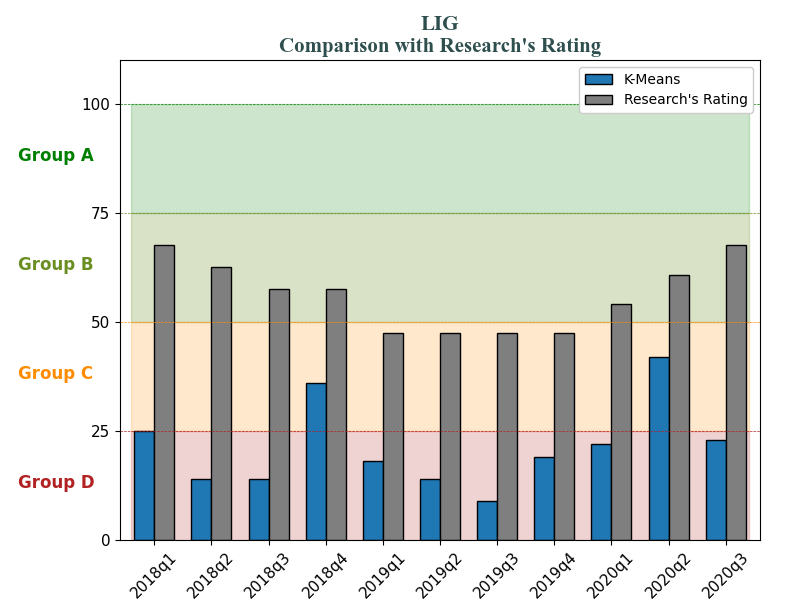 LIG
Comparison with Research's Rating
K-Means
Research's Rating
100
Group A
75
Group B
50
Group C
25
Group D
0
2018q1
2018q2
2018q3
2018q4
2019q1
2019q2
2019q3
2019q4
2020q1
2020q2
2020q3